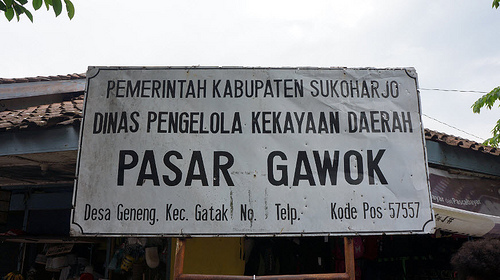 PEMERINTAH KABUPATEN SUKOHARJO
DINAS PENGELOLA KEKAYAAN DAERAH
PASAR GAWOK
Desa Geneng. Kec. Gatak No. Telp. Kode Pos 57557